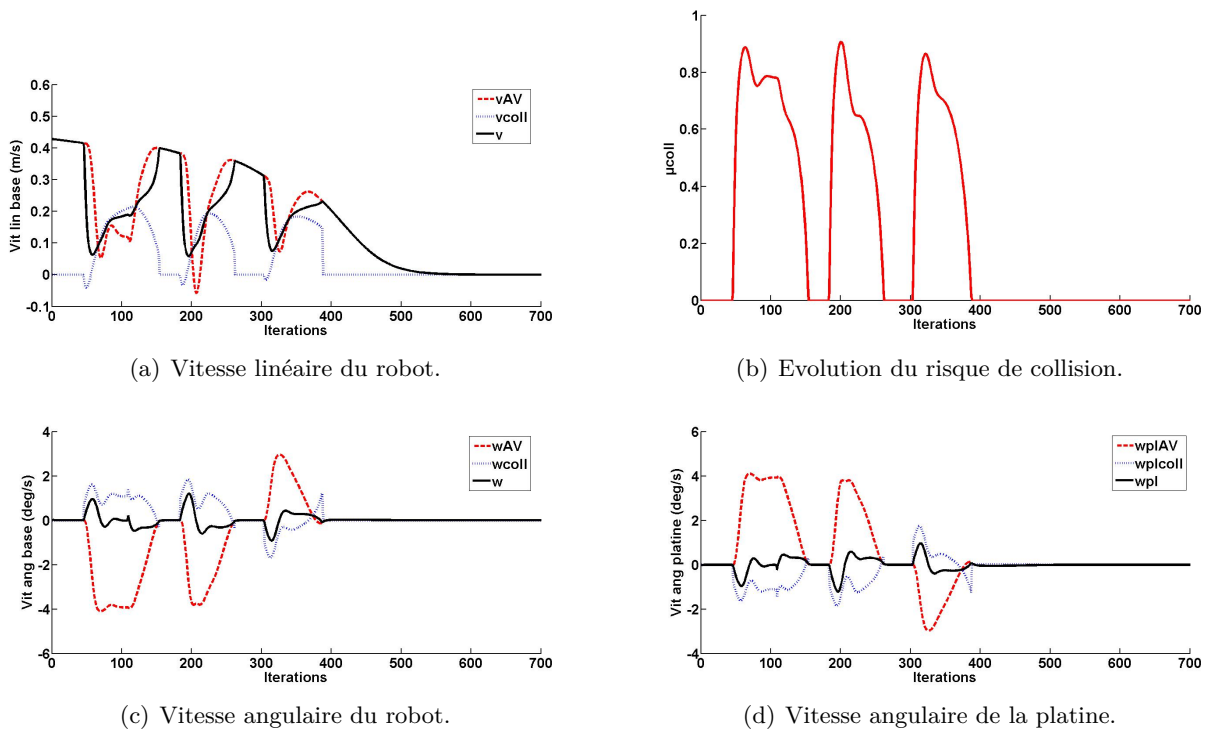 Vit lin base (m/s)
0.6
0.5
0.4
0.3
0.2
0.1
0
-0.1
vAV
vcoll
v
0 100 200 300 400 500 600 700
Iterations
(a) Vitesse linéaire du robot.
µcoll
1
0.8
0.6
0.4
0.2
0
0 100 200 300 400 500 600 700
Iterations
(b) Evolution du risque de collision.
Vit ang base (deg/s)
4
2
0
-2
-4
-6
wAV
wcoll
w
0 100 200 300 400 500 600 700
Iterations
(c) Vitesse angulaire du robot.
Vit ang platine (deg/s)
6
4
2
0
-2
-4
wplAV
wplcoll
wpl
0 100 200 300 400 500 600 700
Iterations
(d) Vitesse angulaire de la platine.